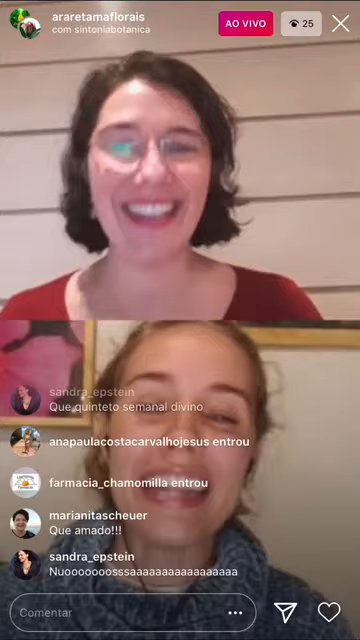 araretamaflorais
com sintoniabotanica
AO VIVO
25
sandra_epstein
Que quinteto semanal divino
anapaulacostacarvalhojesus entrou
farmacia_chamomilla entrou
marianitascheuer
Que amado!!!
sandra_epstein
Nuooooooosssaaaaaaaaaaaaaaaaa
Comentar